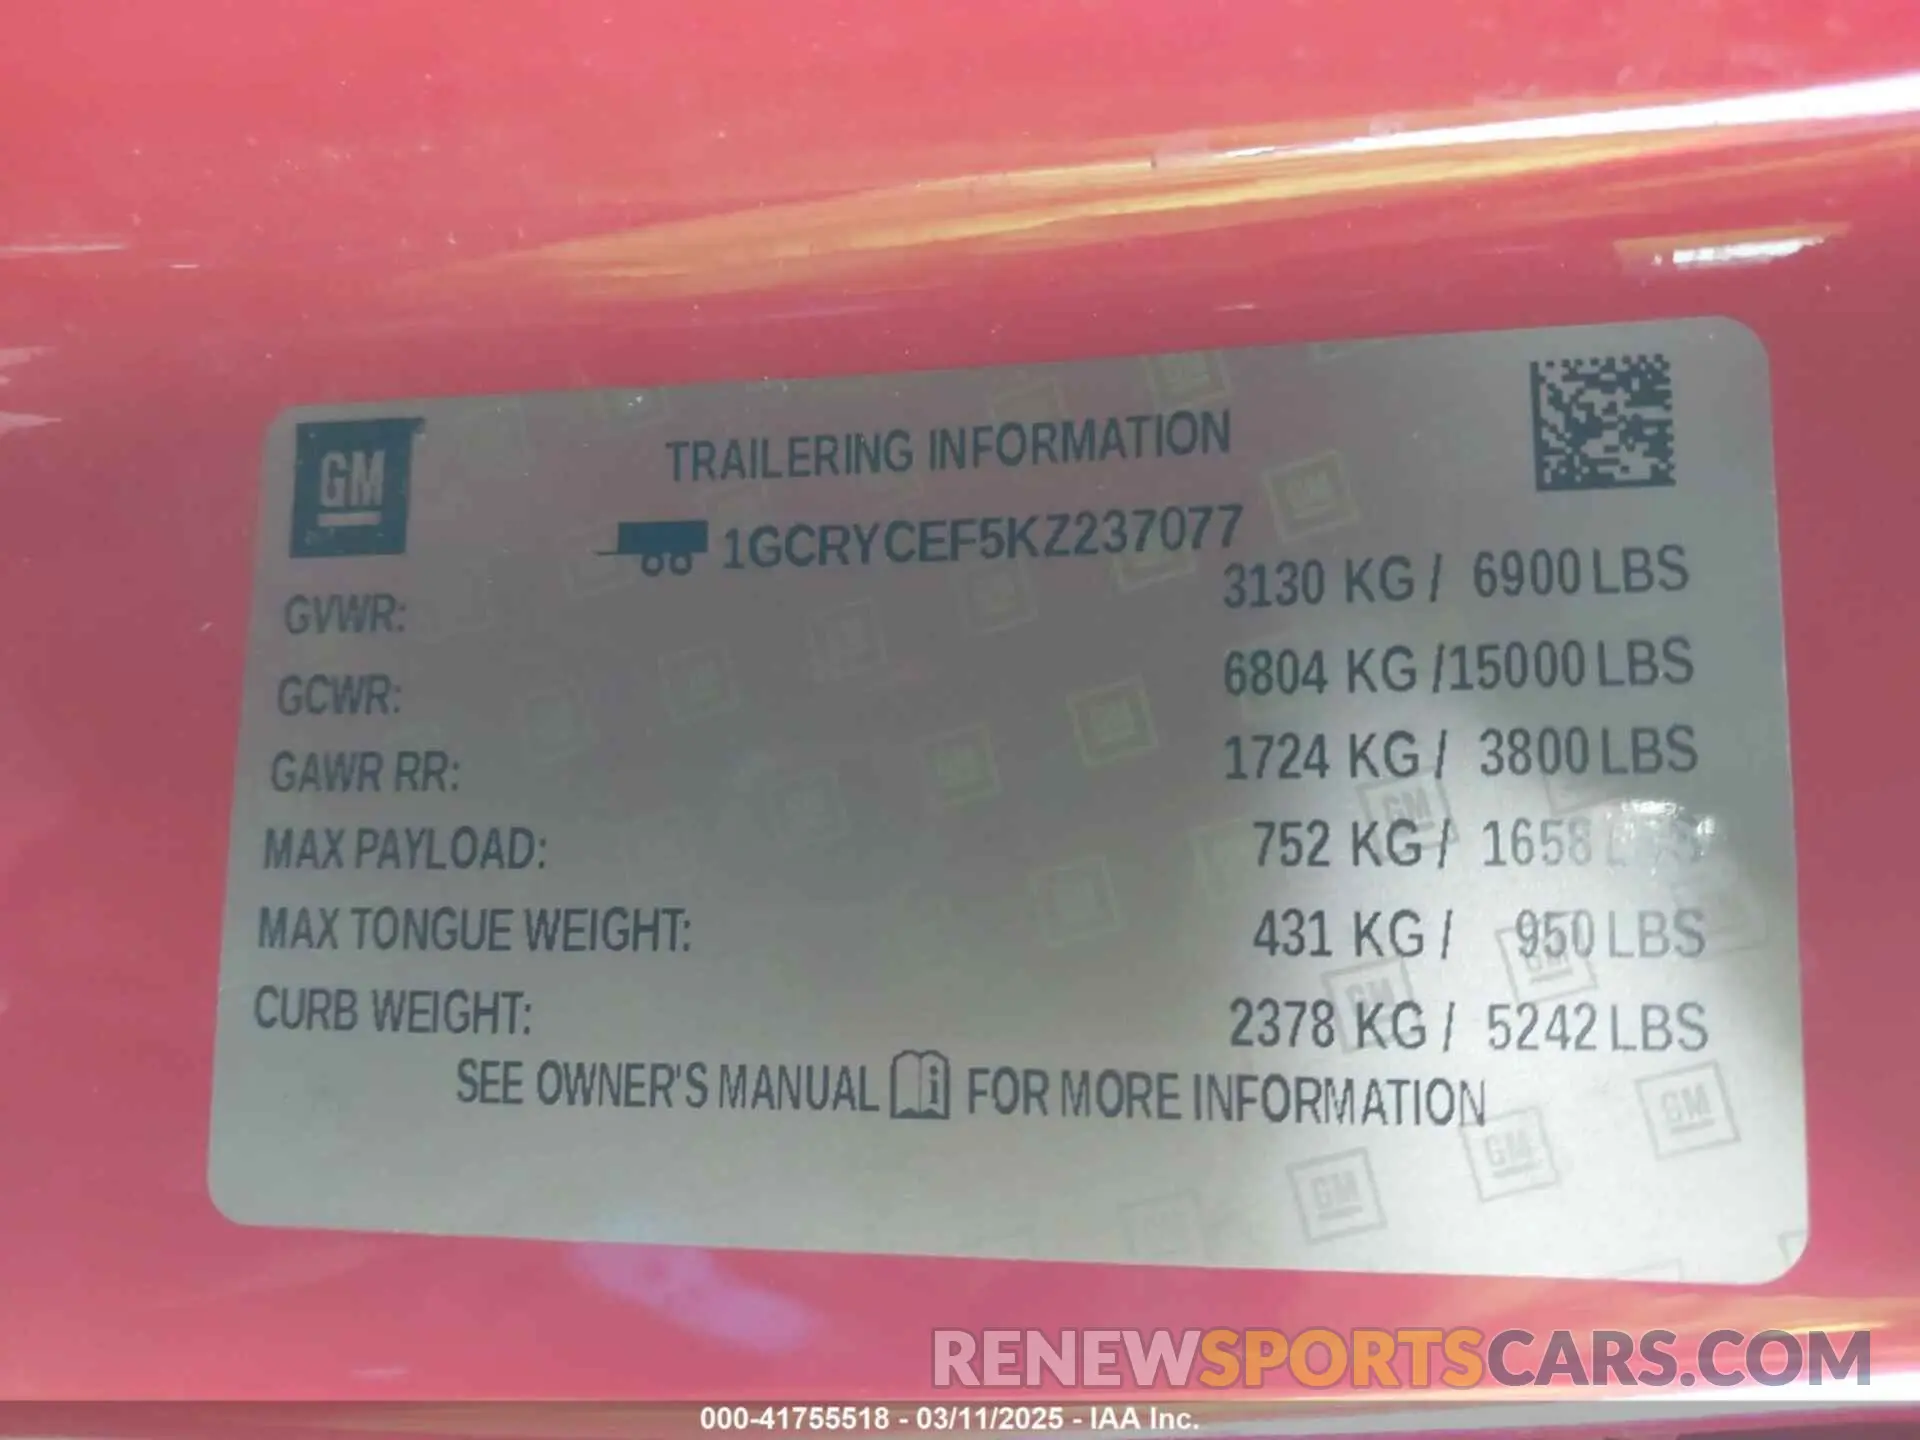 GM
TRAILERING INFORMATION
1GCRYCEF5KZ237077
GVWR: 3130 KG / 6900 LBS
GCWR: 6804 KG /15000 LBS
GAWR RR: 1724 KG / 3800 LBS
MAX PAYLOAD: 752 KG / 1658 LBS
MAX TONGUE WEIGHT: 431 KG / 950 LBS
CURB WEIGHT: 2378 KG / 5242 LBS
SEE OWNER'S MANUAL i FOR MORE INFORMATION
RENEWSPORTSCARS.COM
000-41755518 - 03/11/2025 - IAA Inc.